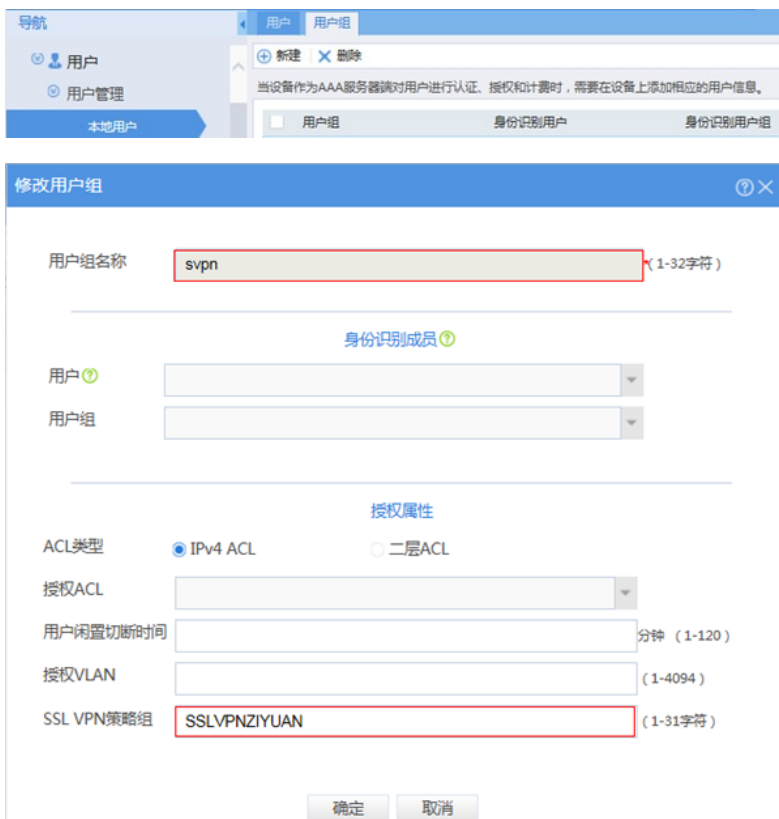 导航
用户 用户组
用户
新建 删除
用户管理
当设备作为AAA服务器端对用户进行认证、授权和计费时，需要在设备上添加相应的用户信息。
本地用户
用户组 身份识别用户 身份识别用户组
修改用户组
用户组名称 svpn *（1-32字符）
身份识别成员
用户
用户组
授权属性
ACL类型 IPv4 ACL 二层ACL
授权ACL
用户闲置切断时间 分钟 （1-120）
授权VLAN （1-4094）
SSL VPN策略组 SSLVPNZIYUAN （1-31字符）
确定 取消